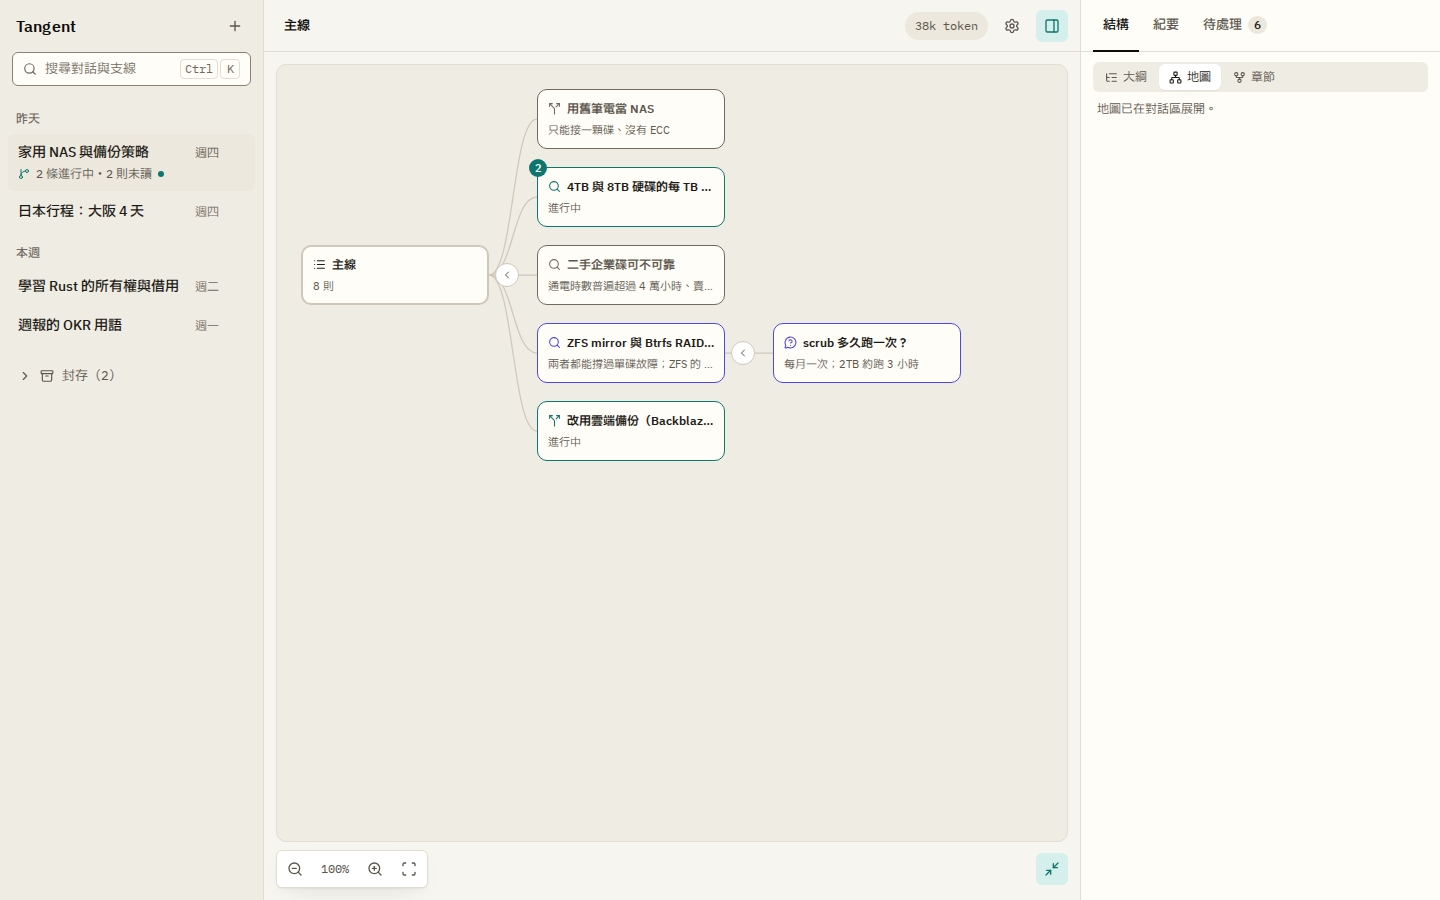 Tangent
搜尋對話與支線 Ctrl K
昨天
家用 NAS 與備份策略 週四
2 條進行中・2 則未讀
日本行程：大阪 4 天 週四
本週
學習 Rust 的所有權與借用 週二
週報的 OKR 用語 週一
封存（2）
主線
38k token
用舊筆電當 NAS
只能接一顆碟、沒有 ECC
2
4TB 與 8TB 硬碟的每 TB ...
進行中
主線
8 則
二手企業碟可不可靠
通電時數普遍超過 4 萬小時、賣...
ZFS mirror 與 Btrfs RAID...
兩者都能撐過單碟故障；ZFS 的 ...
scrub 多久跑一次？
每月一次；2TB 約跑 3 小時
改用雲端備份（Backblaz...
進行中
100%
結構 紀要 待處理 6
大綱 地圖 章節
地圖已在對話區展開。